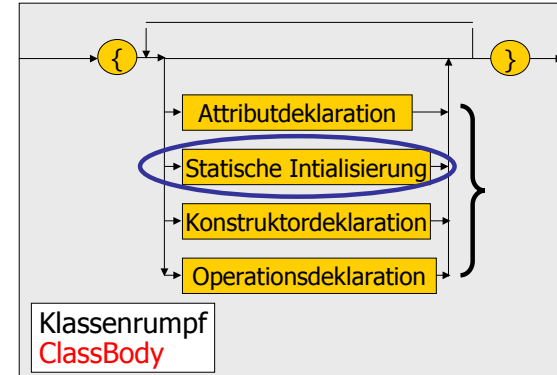 {
}
Attributdeklaration
Statische Intialisierung
Konstruktordeklaration
Operationsdeklaration
Klassenrumpf
ClassBody